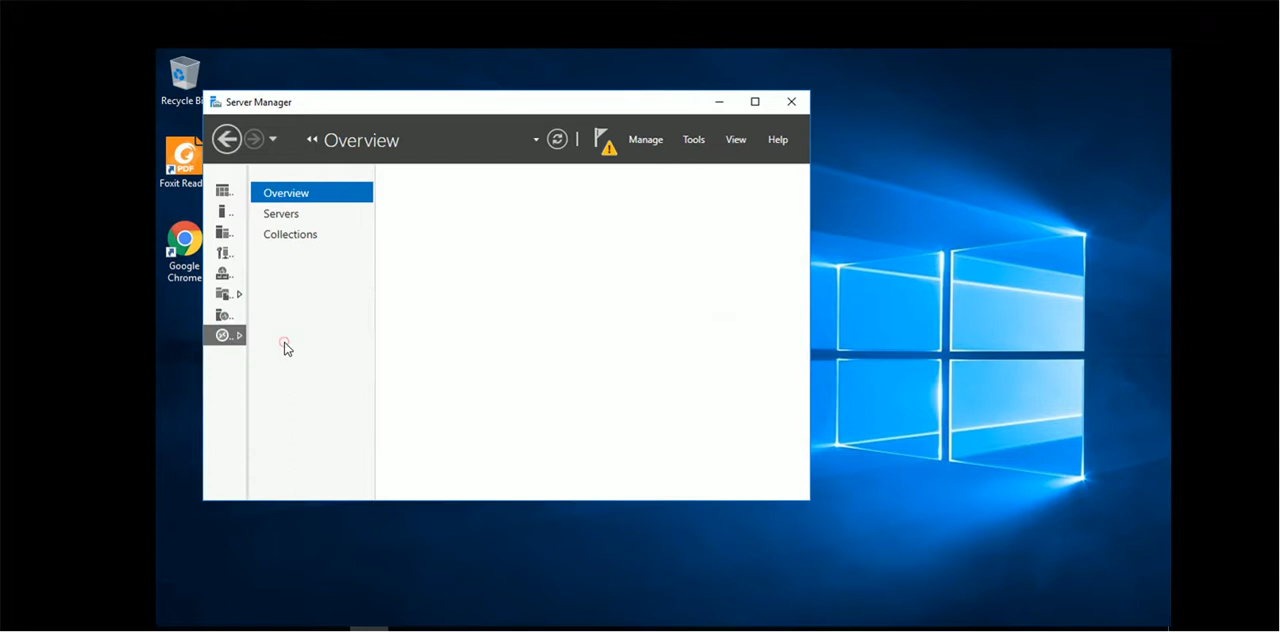 Recycle Bi
Server Manager
Overview
Manage
Tools
View
Help
PDF
Foxit Read
Overview
Servers
Collections
Google
Chrome